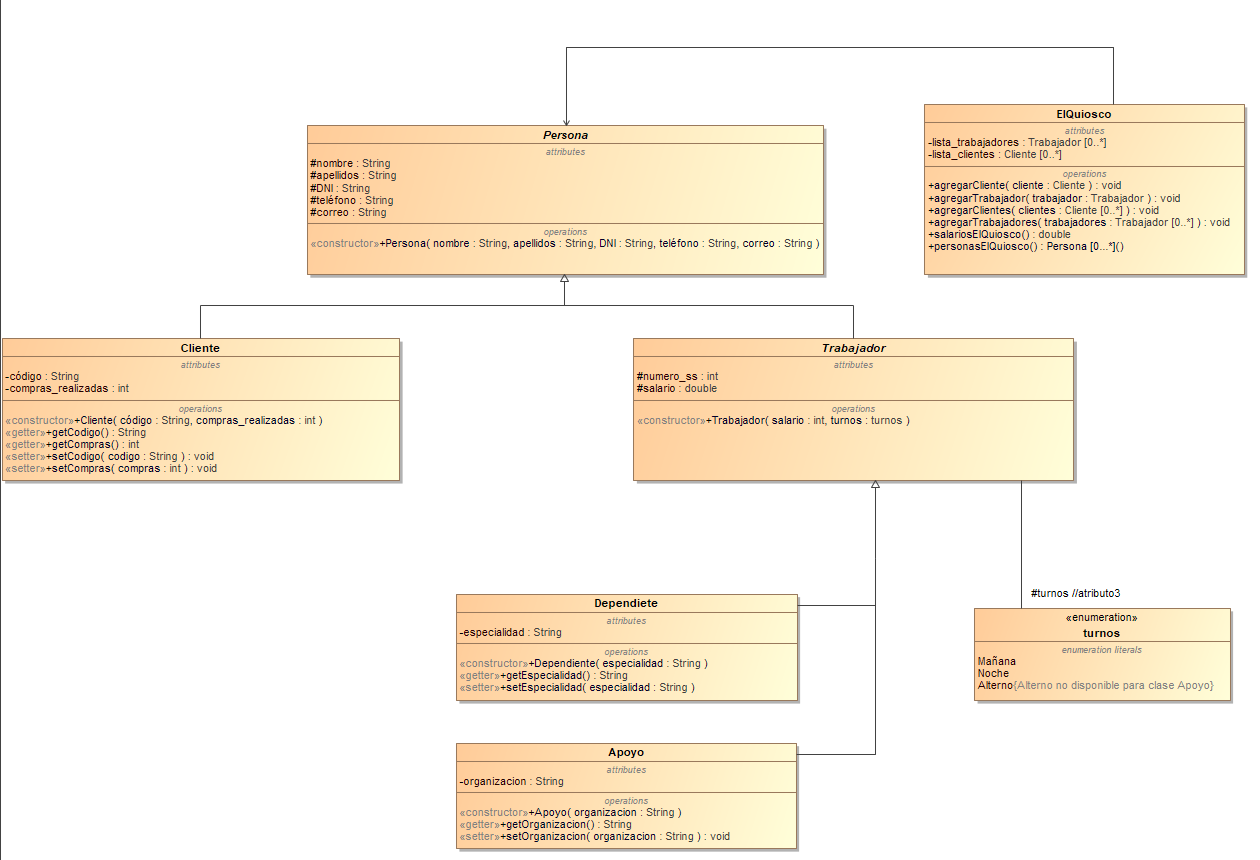 Persona
attributes
#nombre : String
#apellidos : String
#DNI : String
#teléfono : String
#correo : String
operations
«constructor»+Persona( nombre : String, apellidos : String, DNI : String, teléfono : String, correo : String )
ElQuiosco
attributes
-lista_trabajadores : Trabajador [0..*]
-lista_clientes : Cliente [0..*]
operations
+agregarCliente( cliente : Cliente ) : void
+agregarTrabajador( trabajador : Trabajador ) : void
+agregarClientes( clientes : Cliente [0..*] ) : void
+agregarTrabajadores( trabajadores : Trabajador [0..*] ) : void
+salariosElQuiosco() : double
+personasElQuiosco() : Persona [0...*]()
Cliente
attributes
-código : String
-compras_realizadas : int
operations
«constructor»+Cliente( código : String, compras_realizadas : int )
«getter»+getCodigo() : String
«getter»+getCompras() : int
«setter»+setCodigo( codigo : String ) : void
«setter»+setCompras( compras : int ) : void
Trabajador
attributes
#numero_ss : int
#salario : double
operations
«constructor»+Trabajador( salario : int, turnos : turnos )
Dependiete
attributes
-especialidad : String
operations
«constructor»+Dependiente( especialidad : String )
«getter»+getEspecialidad() : String
«setter»+setEspecialidad( especialidad : String )
#turnos //atributo3
«enumeration»
turnos
enumeration literals
Mañana
Noche
Alterno{Alterno no disponible para clase Apoyo}
Apoyo
attributes
-organizacion : String
operations
«constructor»+Apoyo( organizacion : String )
«getter»+getOrganizacion() : String
«setter»+setOrganizacion( organizacion : String ) : void